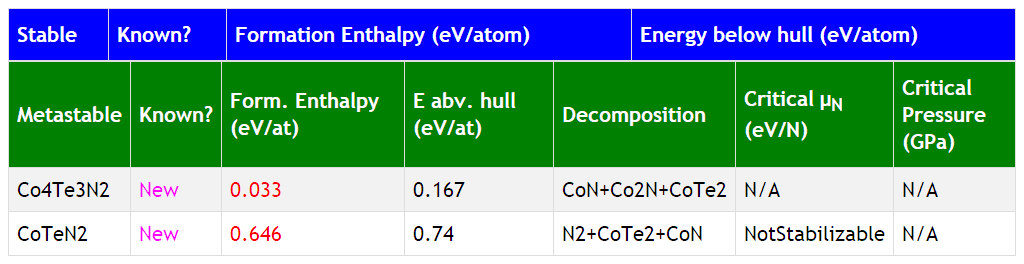 Stable Known? Formation Enthalpy (eV/atom) Energy below hull (eV/atom)
Metastable Known? Form. Enthalpy (eV/at) E abv. hull (eV/at) Decomposition Critical μN (eV/N) Critical Pressure (GPa)
Co4Te3N2 New 0.033 0.167 CoN+Co2N+CoTe2 N/A N/A
CoTeN2 New 0.646 0.74 N2+CoTe2+CoN NotStabilizable N/A